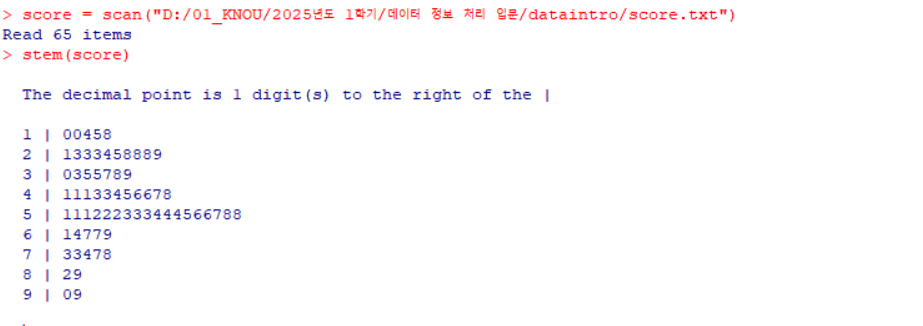 > score = scan("D:/01_KNOU/2025년도 1학기/데이터 정보 처리 입문/dataintro/score.txt")
Read 65 items
> stem(score)
The decimal point is 1 digit(s) to the right of the |
1 | 00458
2 | 1333458889
3 | 0355789
4 | 11133456678
5 | 111222333444566788
6 | 14779
7 | 33478
8 | 29
9 | 09